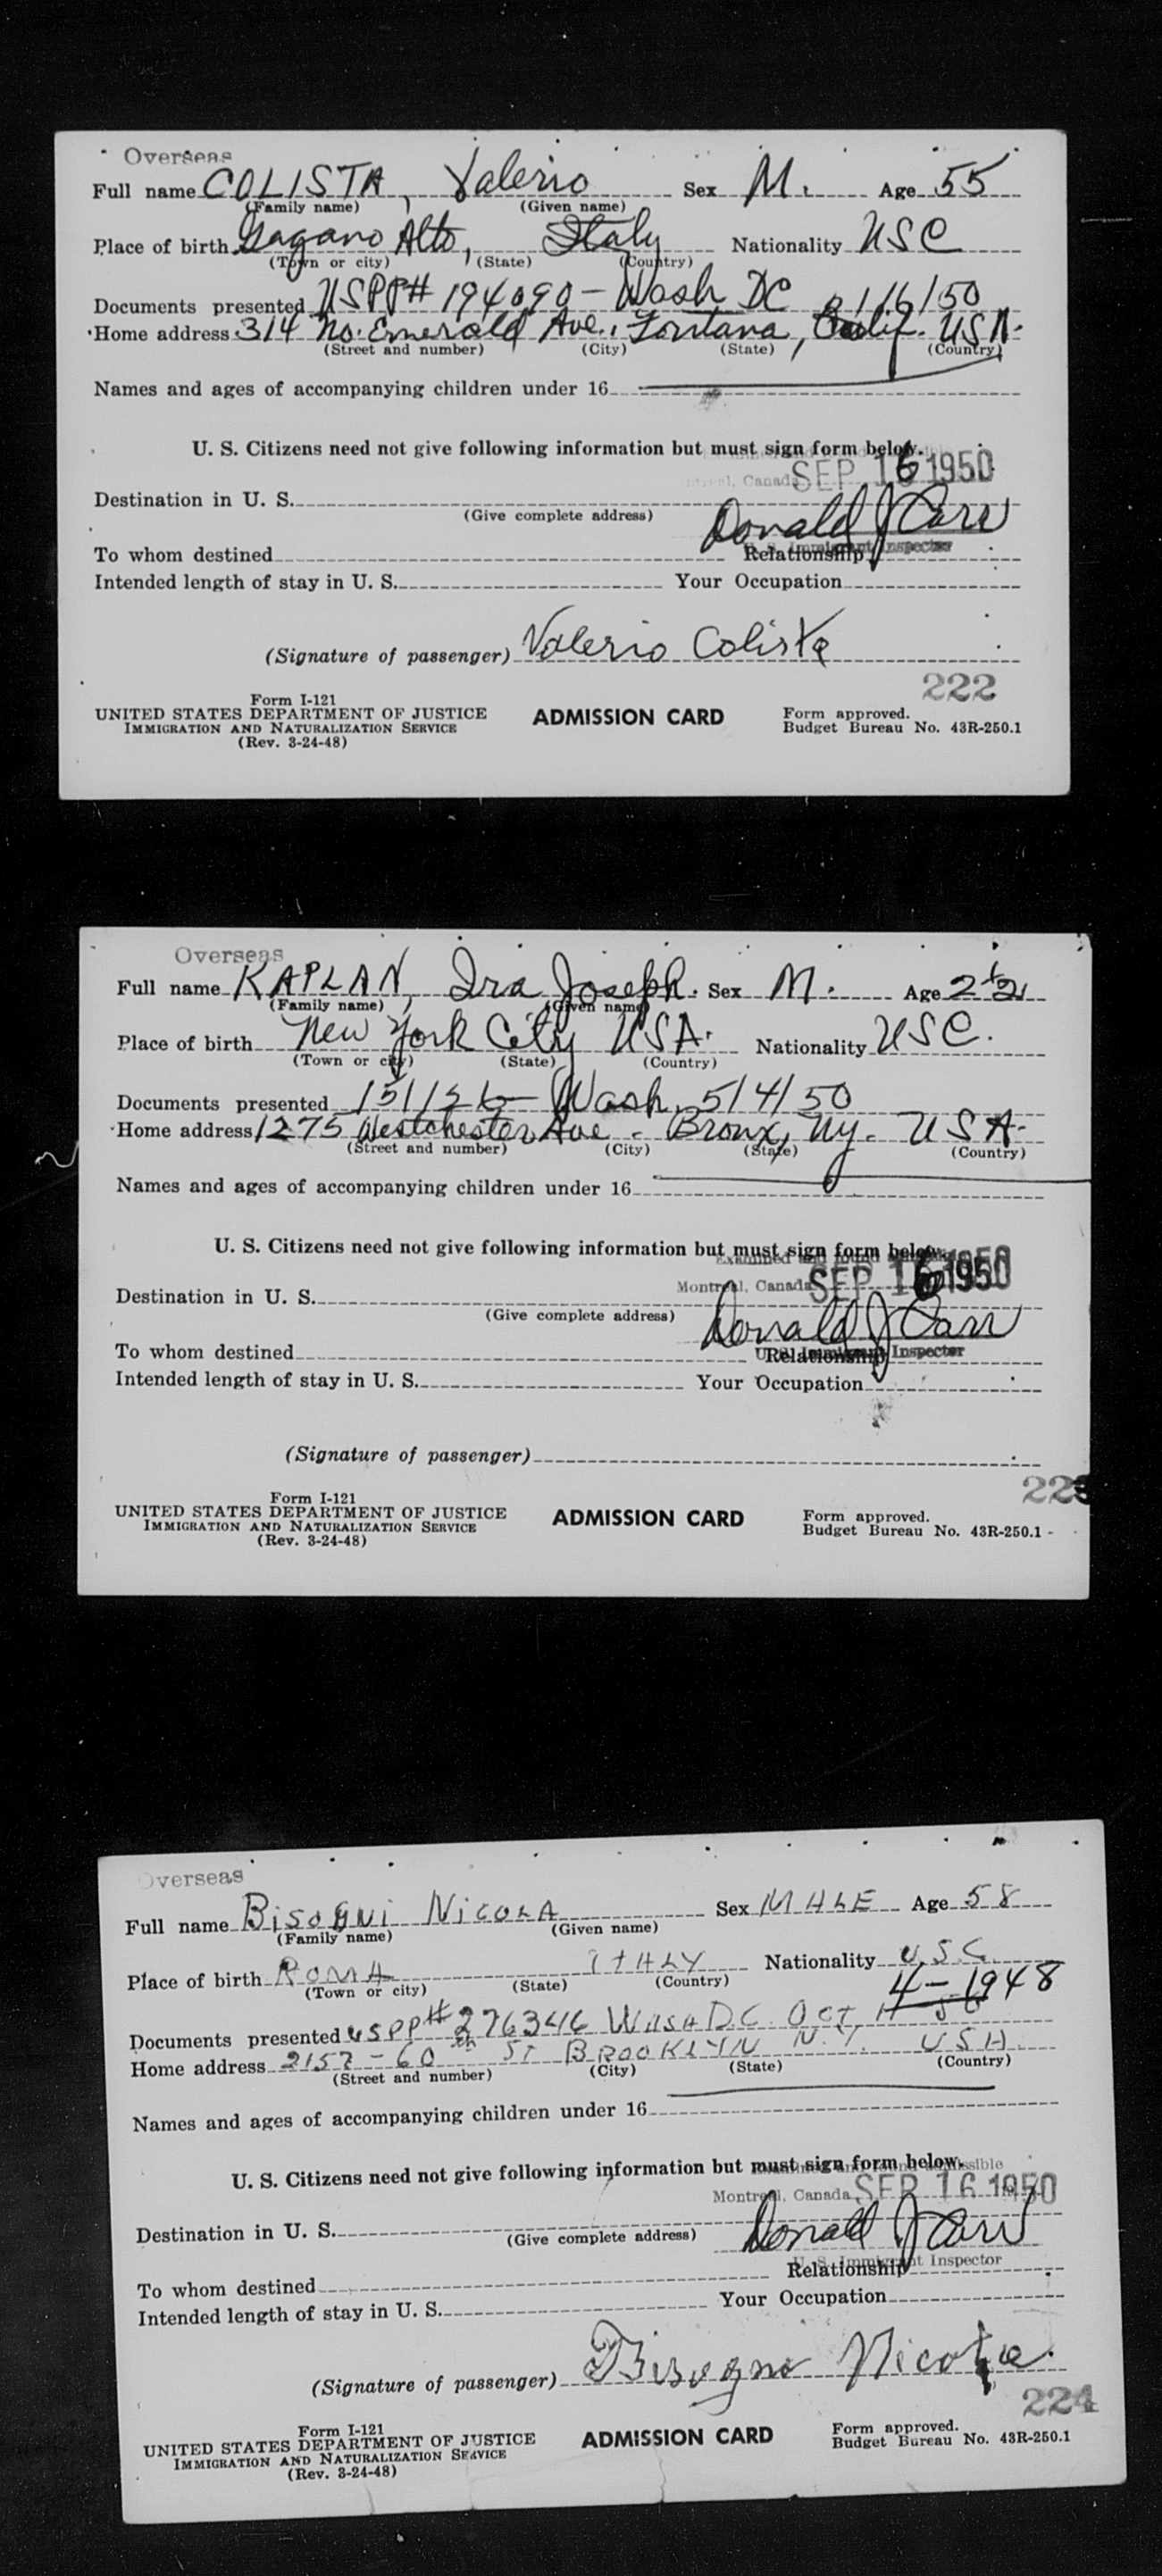 Overseas
Full name COLISTA, Valerio Sex M. Age 55
(Family name) (Given name)
Place of birth Gagano Alto, Italy Nationality USC
(Town or city) (State) (Country)
Documents presented USPP# 194090 - Wash DC /16/50
Home address 314 No. Emerald Ave., Fontana, Calif. USA.
(Street and number) (City) (State) (Country)
Names and ages of accompanying children under 16
U. S. Citizens need not give following information but must sign form below.
Canada SEP 16 1950
Destination in U. S.
(Give complete address) Donald J Carr
To whom destined Relationship
U. S. Immigrant Inspector
Intended length of stay in U. S. Your Occupation
(Signature of passenger) Valerio Colista
222
Form I-121
UNITED STATES DEPARTMENT OF JUSTICE ADMISSION CARD Form approved.
IMMIGRATION AND NATURALIZATION SERVICE Budget Bureau No. 43R-250.1
(Rev. 3-24-48)
Overseas
Full name KAPLAN, Ira Joseph. Sex M. Age 2 1/2
(Family name) (Given name)
Place of birth New York City USA. Nationality USC.
(Town or city) (State) (Country)
Documents presented Wash. 5/4/50
Home address 1275 Westchester Ave - Bronx, Ny. USA-
(Street and number) (City) (State) (Country)
Names and ages of accompanying children under 16
U. S. Citizens need not give following information but must sign form below.
Examined and found
Montreal, Canada SEP 16 1950
Destination in U. S.
(Give complete address) Donald J Carr
To whom destined Relationship
U. S. Immigrant Inspector
Intended length of stay in U. S. Your Occupation
(Signature of passenger)
223
Form I-121
UNITED STATES DEPARTMENT OF JUSTICE ADMISSION CARD Form approved.
IMMIGRATION AND NATURALIZATION SERVICE Budget Bureau No. 43R-250.1
(Rev. 3-24-48)
Overseas
Full name BisoGNi NicoLA Sex MALE Age 58
(Family name) (Given name)
Place of birth ROMA ITALY Nationality U.S.C.
(Town or city) (State) (Country)
4-1948
Documents presented USPP# 276346 WASH D.C. OCT.
Home address 2157-60th ST BROOKLYN N.Y. USA
(Street and number) (City) (State) (Country)
Names and ages of accompanying children under 16
U. S. Citizens need not give following information but must sign form below.
Examined and found admissible
Montreal, Canada, SEP 16 1950
Destination in U. S.
(Give complete address) Donald J Carr
To whom destined Relationship
U. S. Immigrant Inspector
Intended length of stay in U. S. Your Occupation
(Signature of passenger) Bisogni Nicola
224
Form I-121
UNITED STATES DEPARTMENT OF JUSTICE ADMISSION CARD Form approved.
IMMIGRATION AND NATURALIZATION SERVICE Budget Bureau No. 43R-250.1
(Rev. 3-24-48)